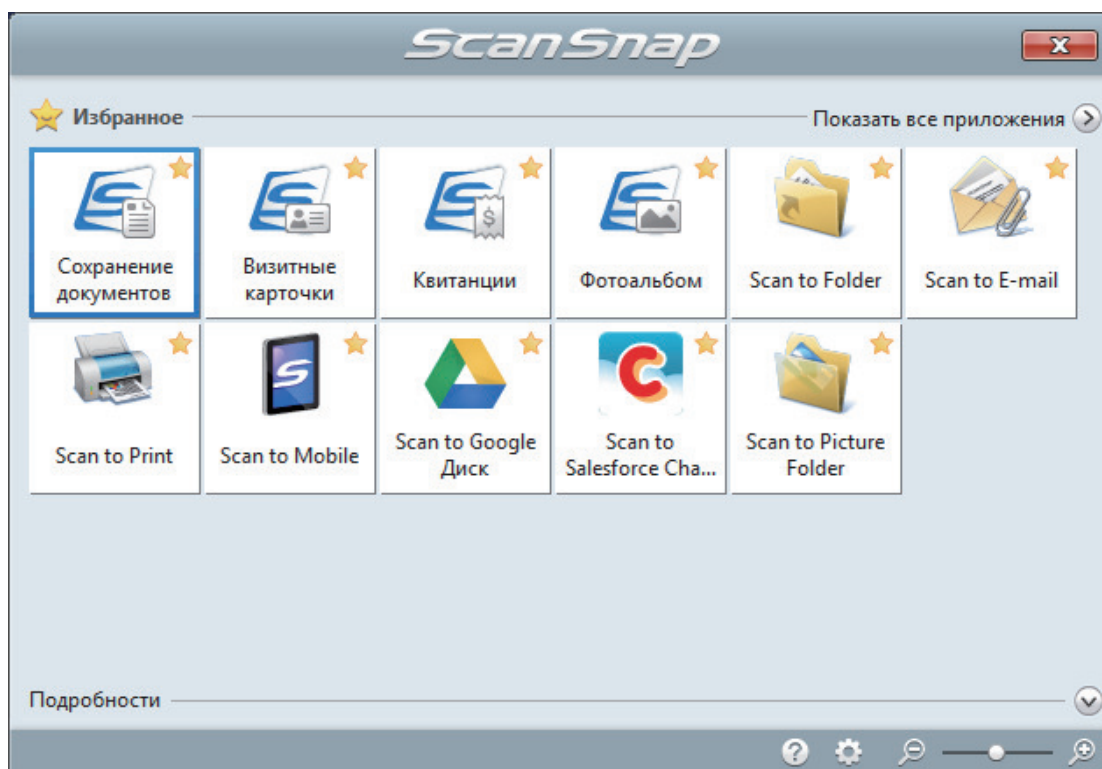 ScanSnap
Избранное
Показать все приложения
Сохранение
документов
Визитные
карточки
Квитанции
Фотоальбом
Scan to Folder
Scan to E-mail
Scan to Print
Scan to Mobile
Scan to Google
Диск
Scan to
Salesforce Cha...
Scan to Picture
Folder
Подробности